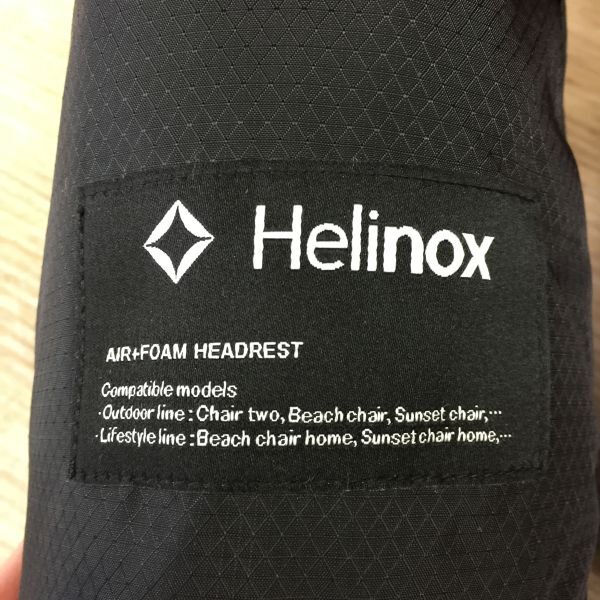 Helinox
AIR+FOAM HEADREST
Compatible models
·Outdoor line : Chair two, Beach chair, Sunset chair,···
·Lifestyle line : Beach chair home, Sunset chair home,···